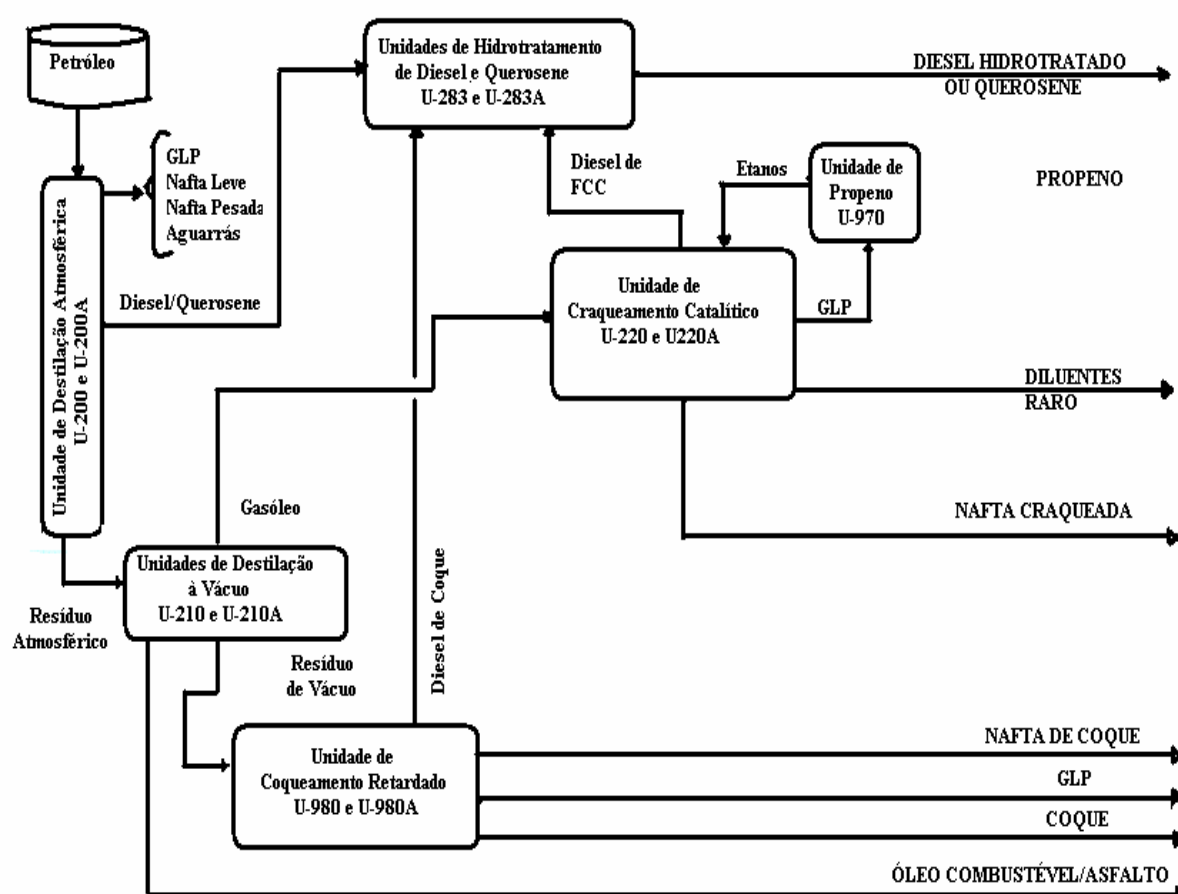 Petróleo
GLP
Nafta Leve
Nafta Pesada
Aguarrás
Unidade de Destilação Atmosférica
U-200 e U-200A
Diesel/Querosene
Unidades de Hidrotratamento
de Diesel e Querosene
U-283 e U-283A
DIESEL HIDROTRATADO
OU QUEROSENE
Diesel de
FCC
Etanos
Unidade de
Propeno
U-970
PROPENO
Unidade de
Craqueamento Catalítico
U-220 e U220A
GLP
DILUENTES
RARO
NAFTA CRAQUEADA
Gasóleo
Unidades de Destilação
à Vácuo
U-210 e U-210A
Resíduo
Atmosférico
Resíduo
de Vácuo
Diesel de Coque
Unidade de
Coqueamento Retardado
U-980 e U-980A
NAFTA DE COQUE
GLP
COQUE
ÓLEO COMBUSTÉVEL/ASFALTO